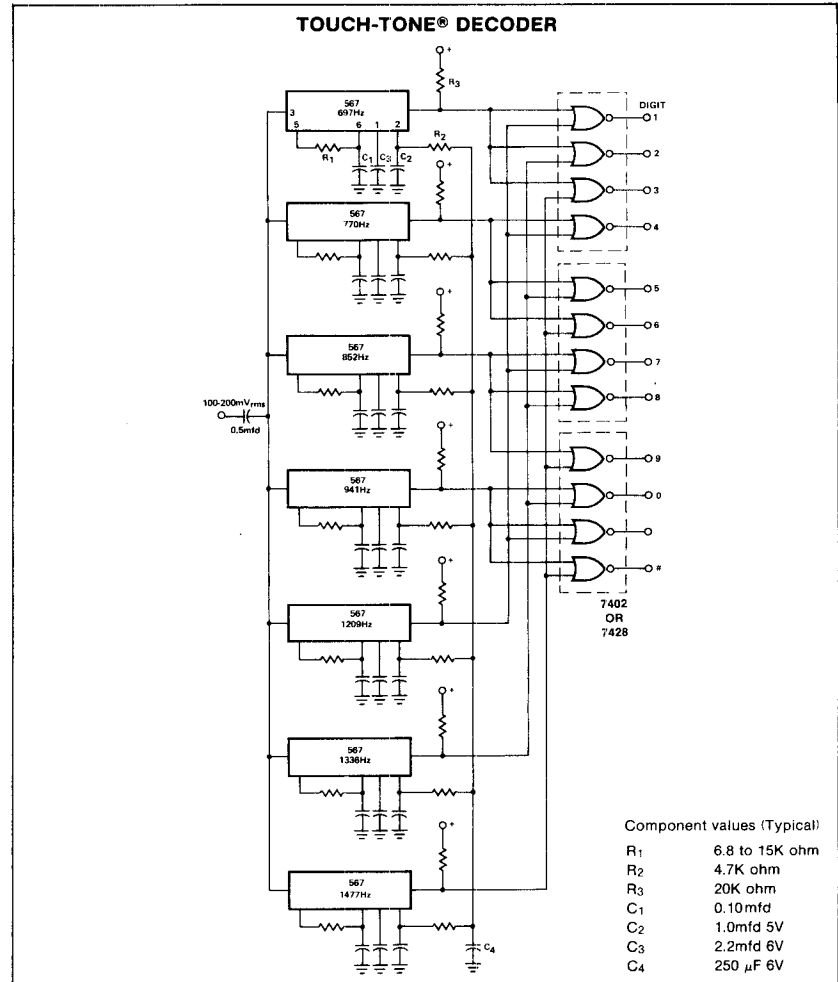 TOUCH-TONE® DECODER
+
R3
567
697Hz
3
5 6 1 2
R1
C1 C3 C2
R2
+
567
770Hz
+
567
852Hz
100-200mVrms
0.5mfd
+
567
941Hz
+
567
1209Hz
+
567
1336Hz
+
567
1477Hz
C4
DIGIT
1
2
3
4
5
6
7
8
9
0
#
7402
OR
7428
Component values (Typical)
R1 6.8 to 15K ohm
R2 4.7K ohm
R3 20K ohm
C1 0.10mfd
C2 1.0mfd 5V
C3 2.2mfd 6V
C4 250 μF 6V